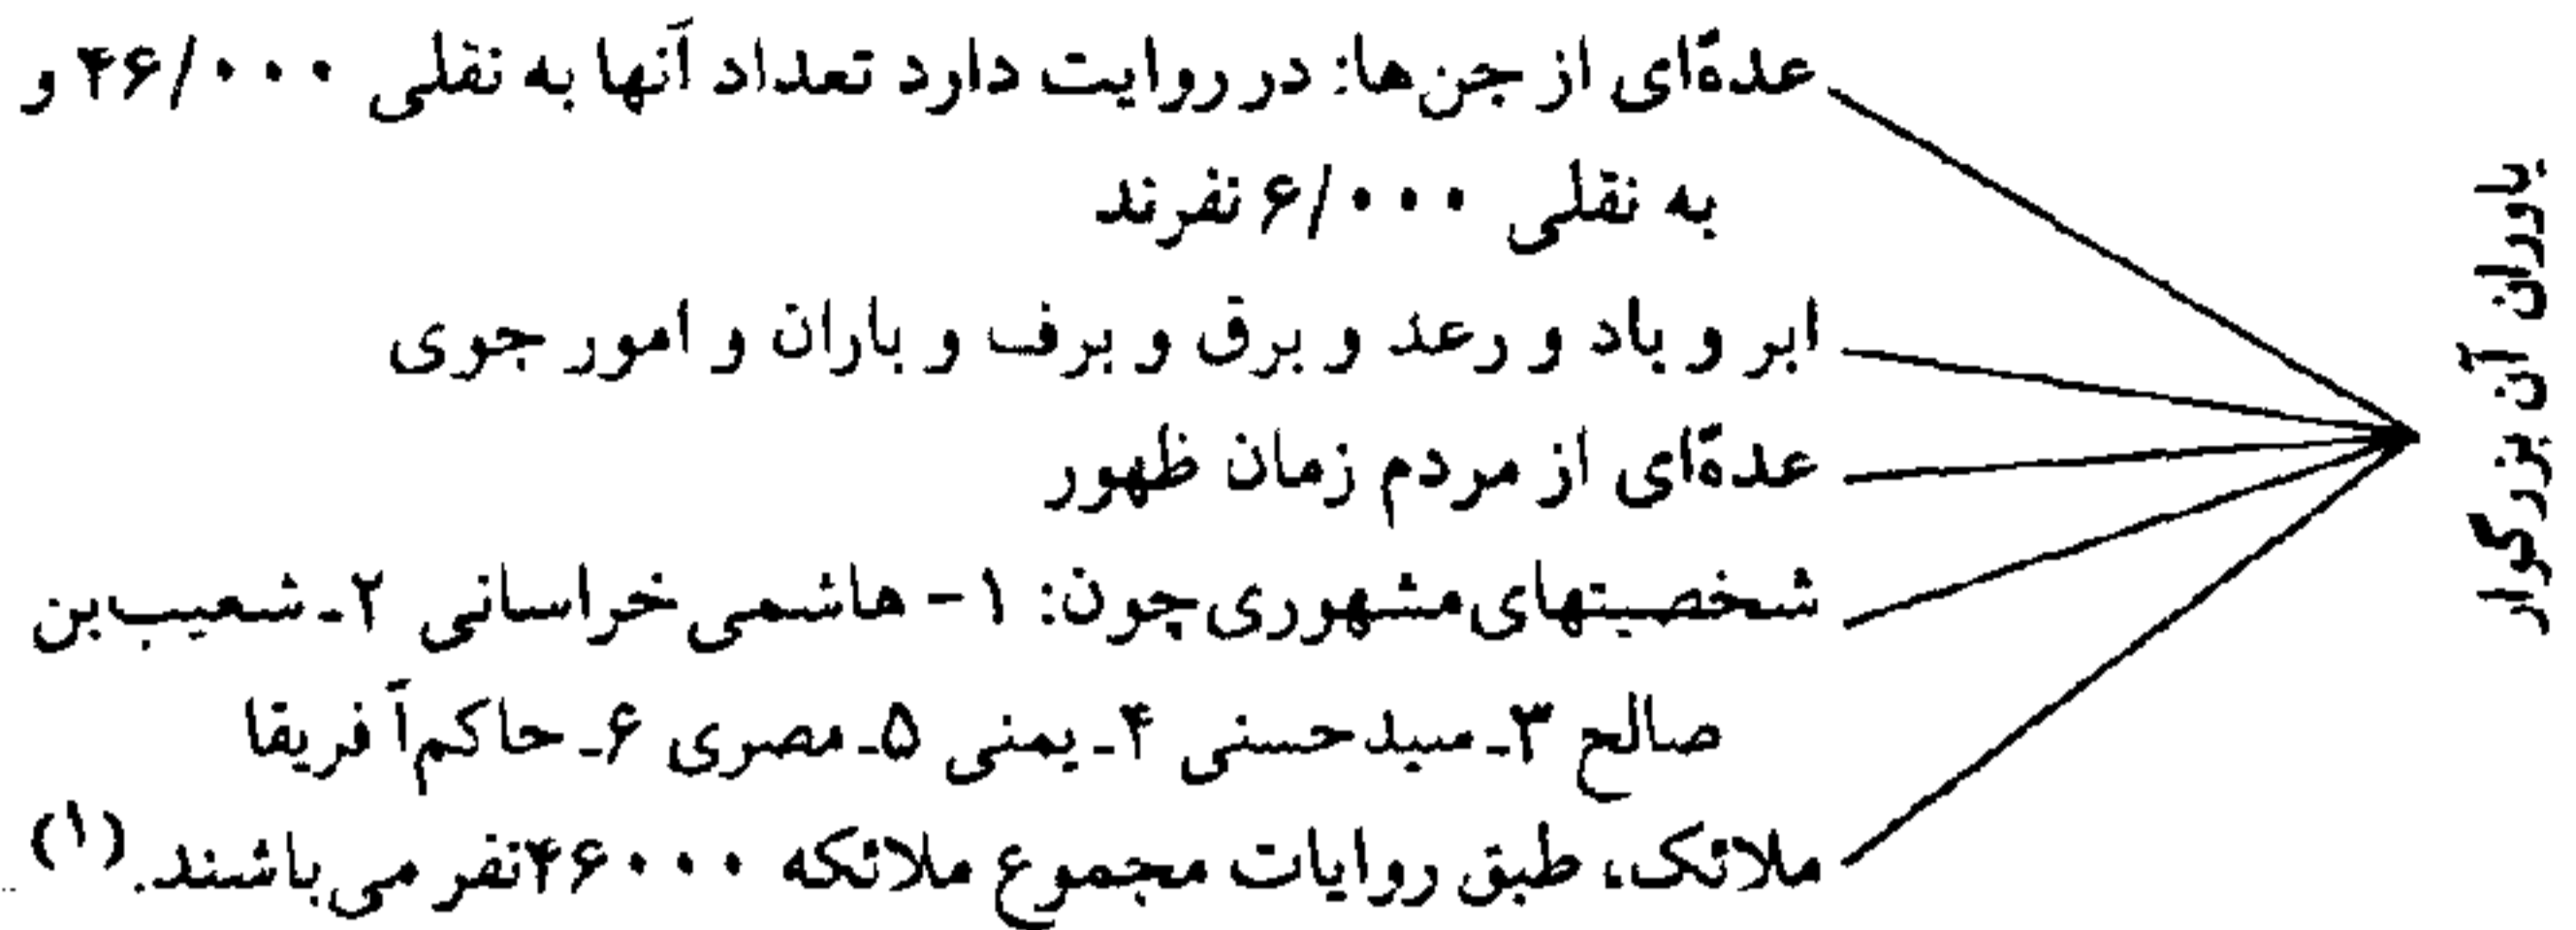 یاوران آن بزرگوار
عدّه‌ای از جن‌ها: در روایت دارد تعداد آنها به نقلی ۴۶/۰۰۰ و
به نقلی ۶/۰۰۰ نفرند
ابر و باد و رعد و برق و برف و باران و امور جوی
عدّه‌ای از مردم زمان ظهور
شخصیتهای مشهوری چون: ۱- هاشمی خراسانی ۲- شعیب بن
صالح ۳- سید حسنی ۴- یمنی ۵- مصری ۶- حاکم آفریقا
ملائک، طبق روایات مجموع ملائکه ۴۶۰۰۰ نفر می‌باشند. (۱)